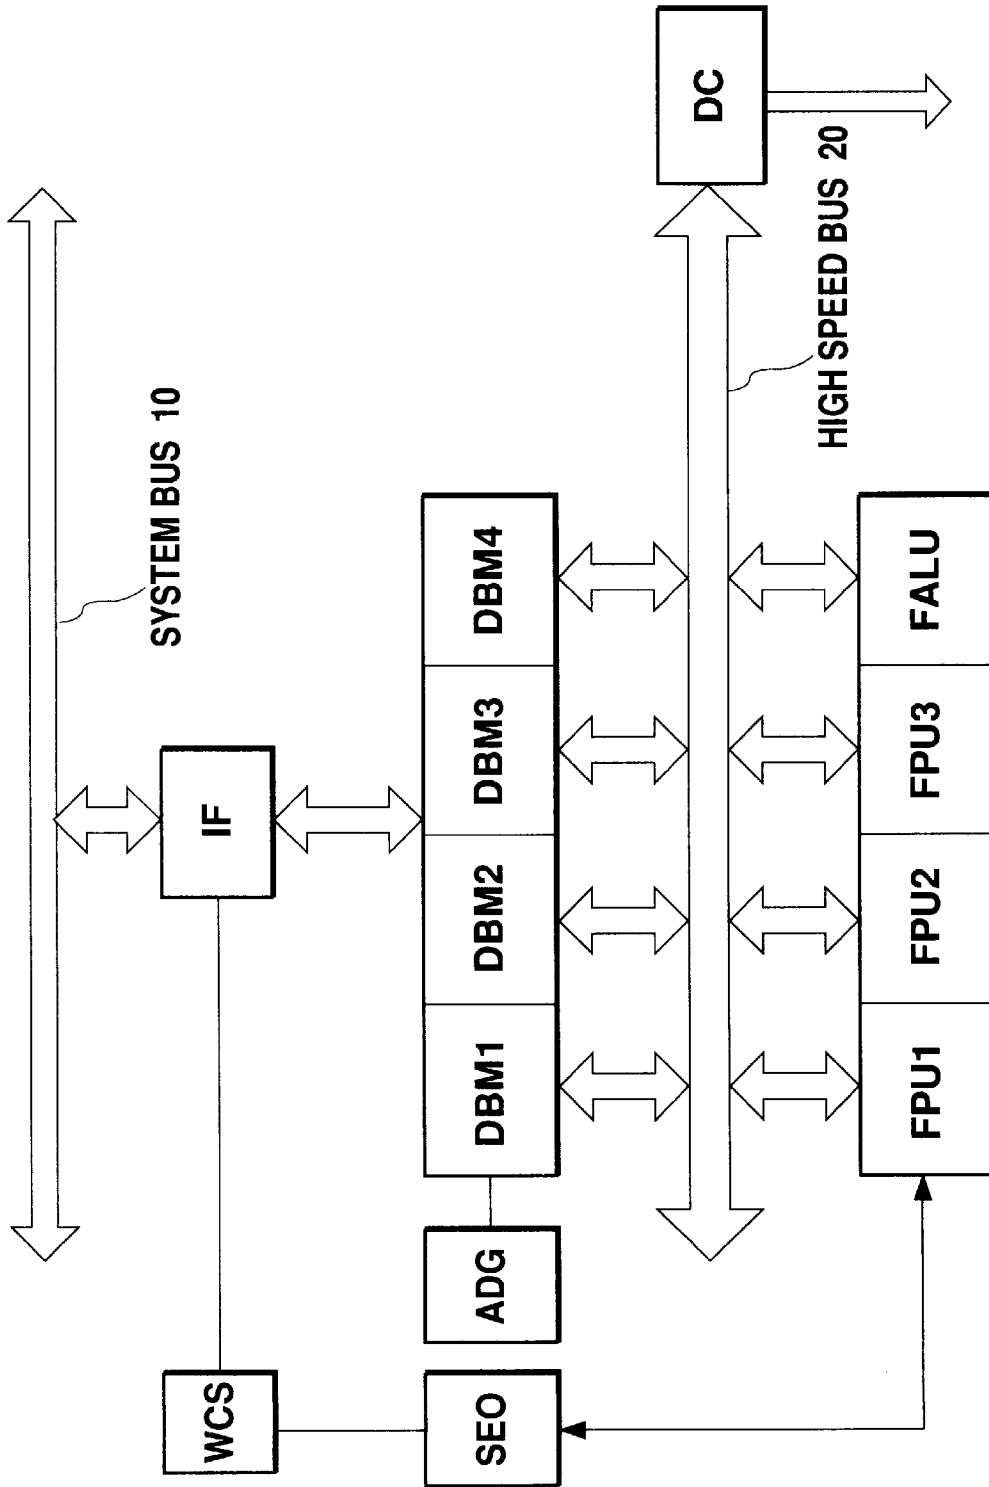 SYSTEM BUS 10
WCS
IF
SEO
ADG
DBM1
DBM2
DBM3
DBM4
DC
HIGH SPEED BUS 20
FPU1
FPU2
FPU3
FALU